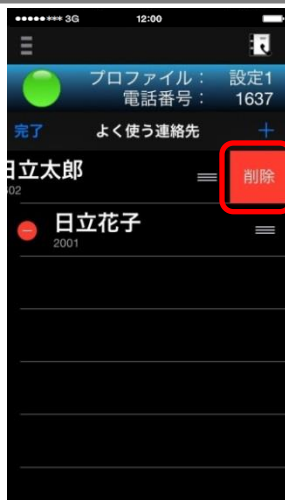 ●●●●●*** 3G 12:00
プロファイル： 設定1
電話番号： 1637
完了 よく使う連絡先 +
日立太郎 削除
02
日立花子
2001